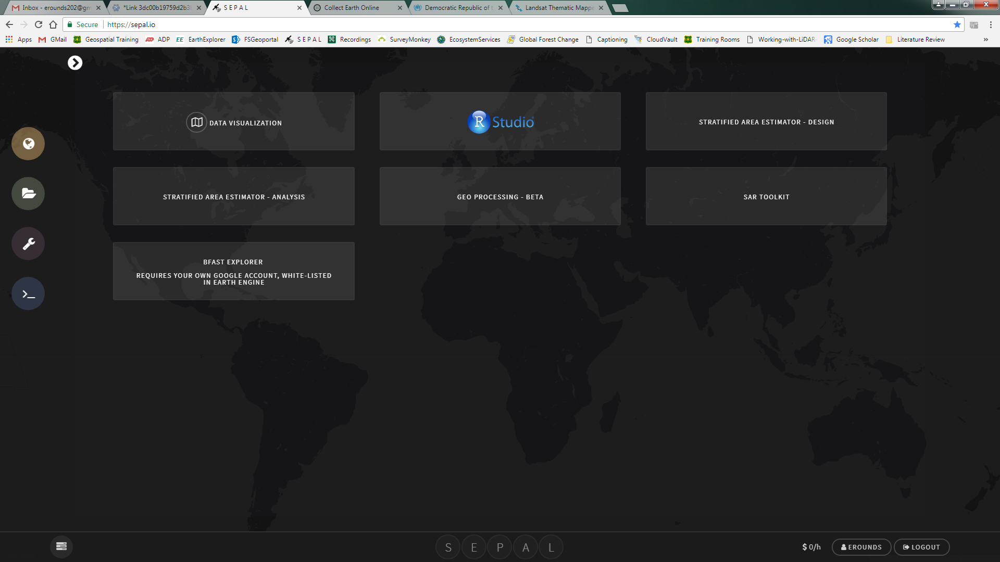 Inbox - erounds202@gm
*Link 3dc00b19759d2b3
S E P A L
Collect Earth Online
Democratic Republic of t
Landsat Thematic Mappe
Secure
https://sepal.io
Apps
GMail
Geospatial Training
ADP
EE EarthExplorer
FSGeoportal
S E P A L
Recordings
SurveyMonkey
EcosystemServices
Global Forest Change
Captioning
CloudVault
Training Rooms
Working-with-LiDAR-
Google Scholar
Literature Review
»
DATA VISUALIZATION
R Studio
STRATIFIED AREA ESTIMATOR - DESIGN
STRATIFIED AREA ESTIMATOR - ANALYSIS
GEO PROCESSING - BETA
SAR TOOLKIT
BFAST EXPLORER
REQUIRES YOUR OWN GOOGLE ACCOUNT, WHITE-LISTED
IN EARTH ENGINE
S E P A L
$ 0/h
EROUNDS
LOGOUT